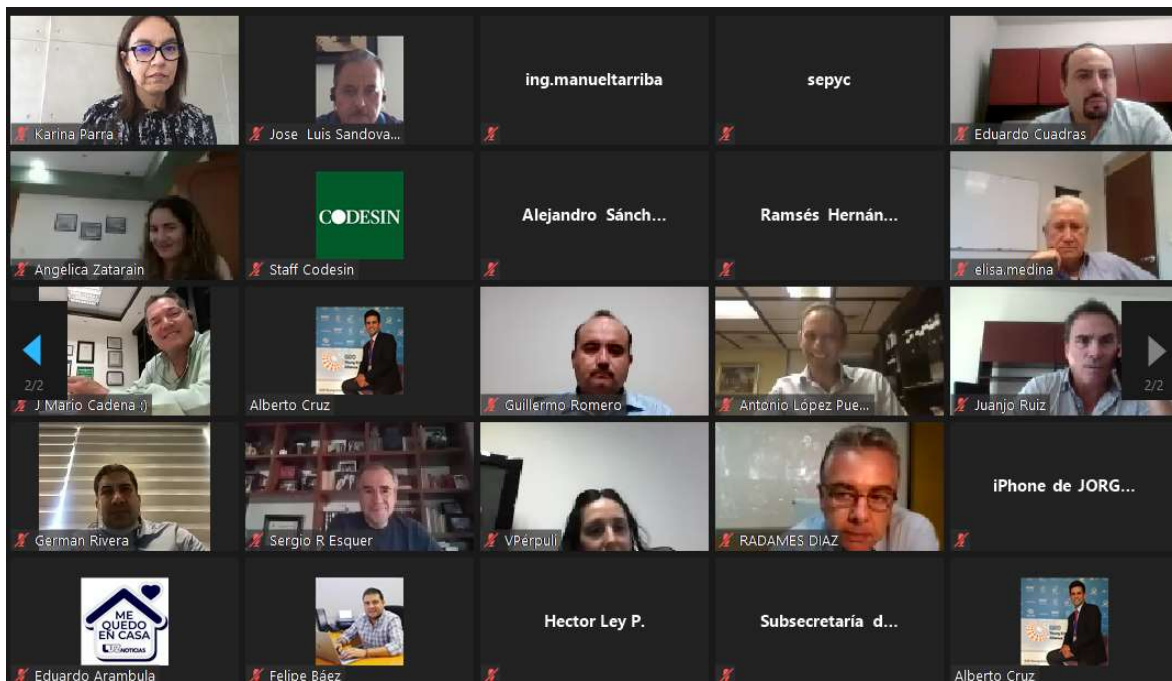 Karina Parra
Jose Luis Sandova...
ing.manueltarriba
sepyc
Eduardo Cuadras
Angelica Zatarain
CODESIN
Staff Codesin
Alejandro Sánch...
Ramsés Hernán...
elisa.medina
2/2
J Mario Cadena :)
Alberto Cruz
Guillermo Romero
Antonio López Pue...
2/2
Juanjo Ruiz
German Rivera
Sergio R Esquer
VPérpuli
RADAMES DIAZ
iPhone de JORG...
ME
QUEDO
EN CASA
NOTICIAS
Eduardo Arambula
Felipe Báez
Hector Ley P.
Subsecretaría d...
Alberto Cruz